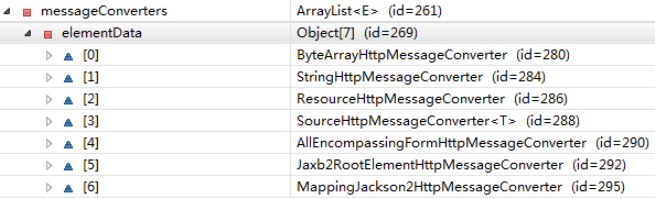 messageConverters ArrayList<E> (id=261)
elementData Object[7] (id=269)
[0] ByteArrayHttpMessageConverter (id=280)
[1] StringHttpMessageConverter (id=284)
[2] ResourceHttpMessageConverter (id=286)
[3] SourceHttpMessageConverter<T> (id=288)
[4] AllEncompassingFormHttpMessageConverter (id=290)
[5] Jaxb2RootElementHttpMessageConverter (id=292)
[6] MappingJackson2HttpMessageConverter (id=295)